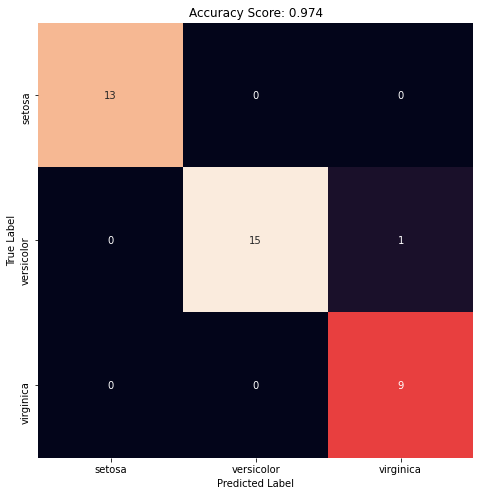 Accuracy Score: 0.974
True Label
setosa
13 0 0
versicolor
0 15 1
virginica
0 0 9
setosa versicolor virginica
Predicted Label